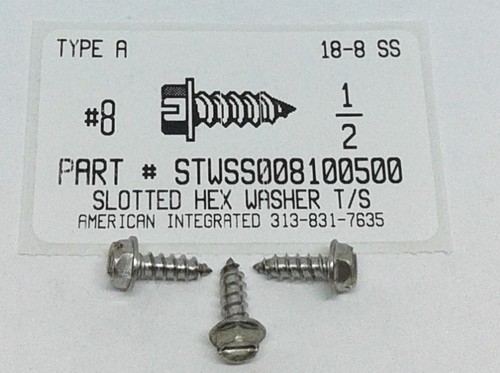 TYPE A 18-8 SS
#8 1/2
PART # STWSS008100500
SLOTTED HEX WASHER T/S
AMERICAN INTEGRATED 313-831-7635